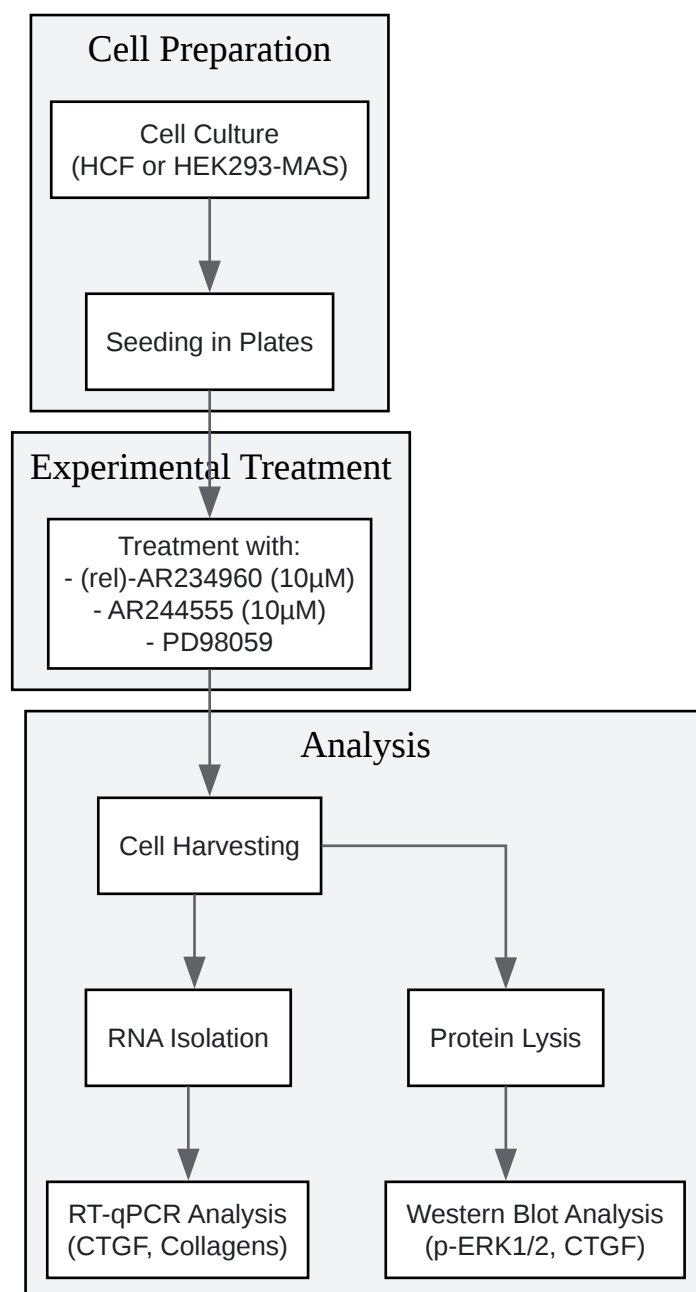 Cell Preparation
Cell Culture
(HCF or HEK293-MAS)
Seeding in Plates
Experimental Treatment
Treatment with:
- (rel)-AR234960 (10μM)
- AR244555 (10μM)
- PD98059
Analysis
Cell Harvesting
RNA Isolation
Protein Lysis
RT-qPCR Analysis
(CTGF, Collagens)
Western Blot Analysis
(p-ERK1/2, CTGF)